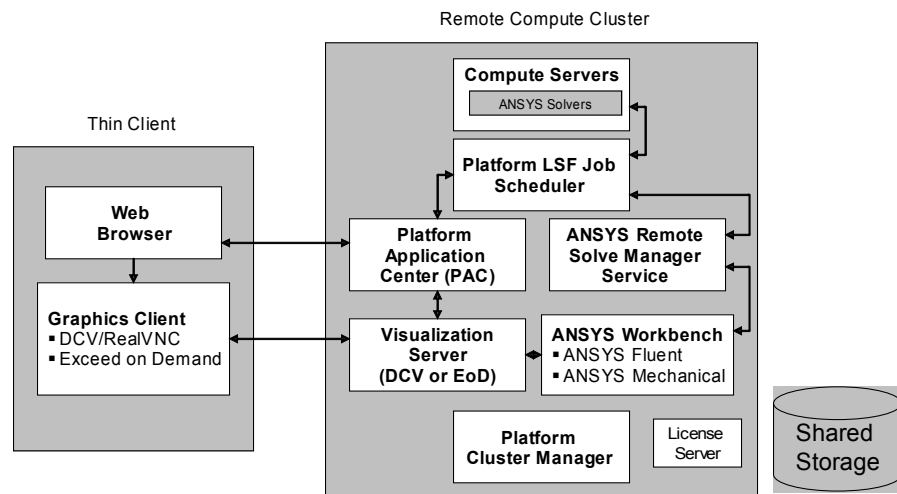 Remote Compute Cluster
Compute Servers
ANSYS Solvers
Thin Client
Platform LSF Job
Scheduler
Web
Browser
Platform
Application
Center (PAC)
ANSYS Remote
Solve Manager
Service
Graphics Client
▪ DCV/RealVNC
▪ Exceed on Demand
Visualization
Server
(DCV or EoD)
ANSYS Workbench
▪ ANSYS Fluent
▪ ANSYS Mechanical
Platform
Cluster Manager
License
Server
Shared
Storage